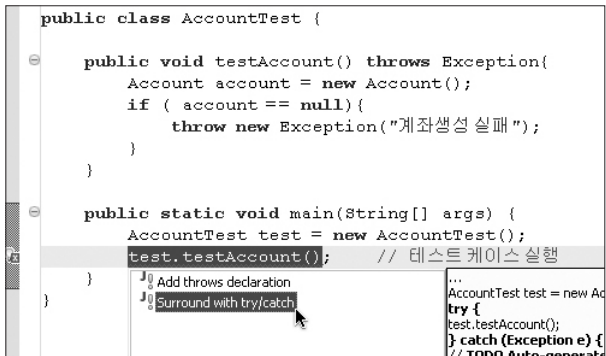 public class AccountTest {
public void testAccount() throws Exception{
Account account = new Account();
if ( account == null){
throw new Exception("계좌생성 실패");
}
}
public static void main(String[] args) {
AccountTest test = new AccountTest();
test.testAccount(); // 테스트 케이스 실행
}
}
Add throws declaration
Surround with try/catch
...
AccountTest test = new Ac
try {
test.testAccount();
} catch (Exception e) {
// TODO Auto-generate